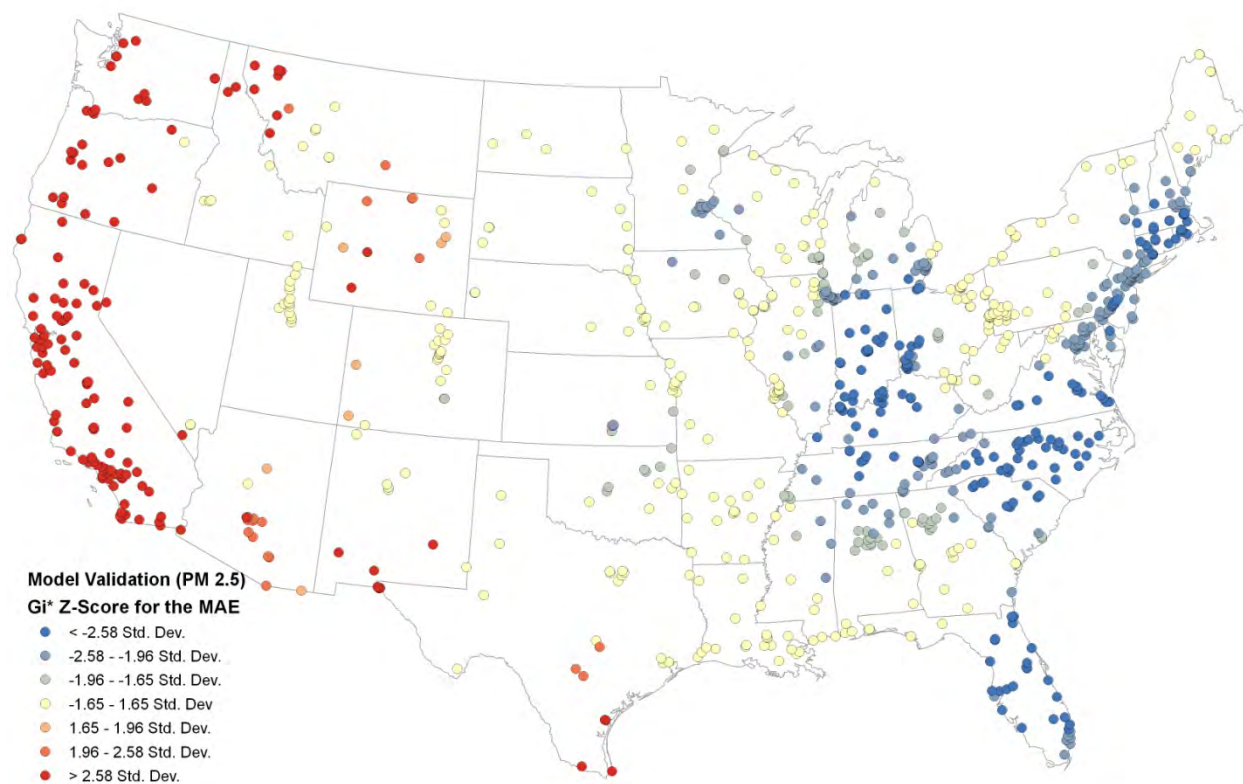 Model Validation (PM 2.5)
Gi* Z-Score for the MAE
< -2.58 Std. Dev.
-2.58 - -1.96 Std. Dev.
-1.96 - -1.65 Std. Dev.
-1.65 - 1.65 Std. Dev
1.65 - 1.96 Std. Dev.
1.96 - 2.58 Std. Dev.
> 2.58 Std. Dev.